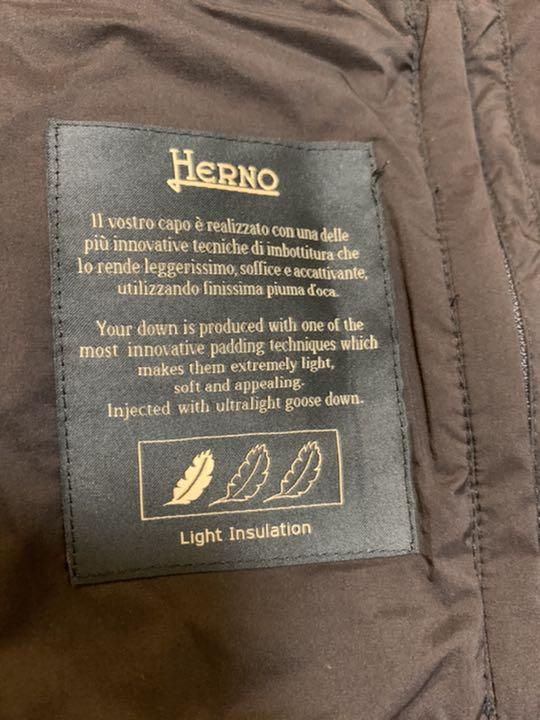 HERNO
Il vostro capo è realizzato con una delle
più innovative tecniche di imbottitura che
lo rende leggerissimo, soffice e accattivante,
utilizzando finissima piuma d'oca.
Your down is produced with one of the
most innovative padding techniques which
makes them extremely light,
soft and appealing.
Injected with ultralight goose down.
Light Insulation